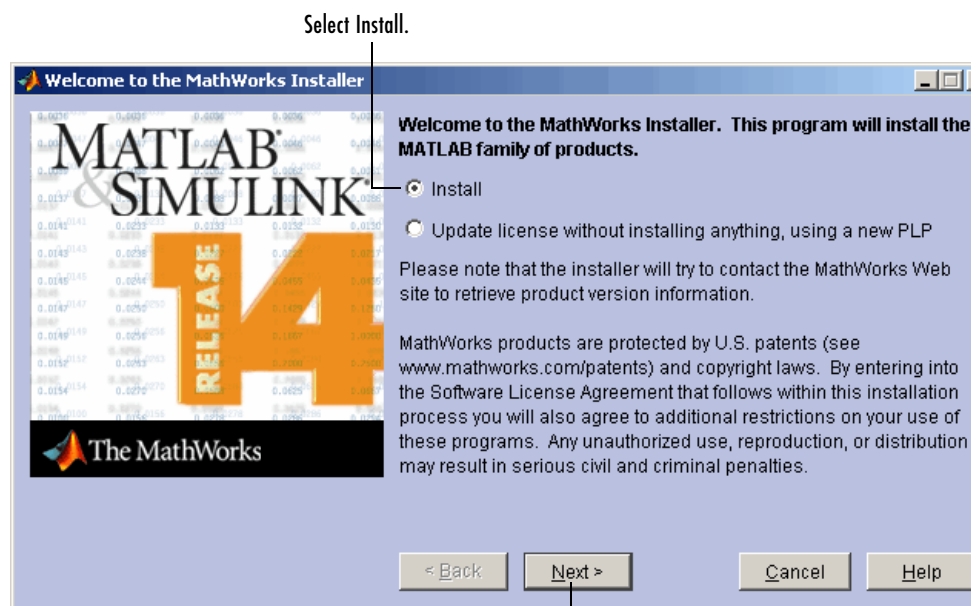 Select Install.
Welcome to the MathWorks Installer
MATLAB®
& SIMULINK®
RELEASE
14
The MathWorks
Welcome to the MathWorks Installer. This program will install the
MATLAB family of products.
Install
Update license without installing anything, using a new PLP
Please note that the installer will try to contact the MathWorks Web
site to retrieve product version information.
MathWorks products are protected by U.S. patents (see
www.mathworks.com/patents) and copyright laws. By entering into
the Software License Agreement that follows within this installation
process you will also agree to additional restrictions on your use of
these programs. Any unauthorized use, reproduction, or distribution
may result in serious civil and criminal penalties.
< Back
Next >
Cancel
Help